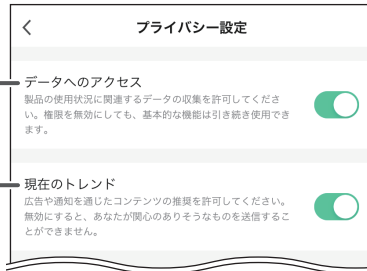 プライバシー設定
データへのアクセス
製品の使用状況に関連するデータの収集を許可してくださ
い。権限を無効にしても、基本的な機能は引き続き使用でき
ます。
現在のトレンド
広告や通知を通じたコンテンツの推奨を許可してください。
無効にすると、あなたが関心のありそうなものを送信するこ
とができません。